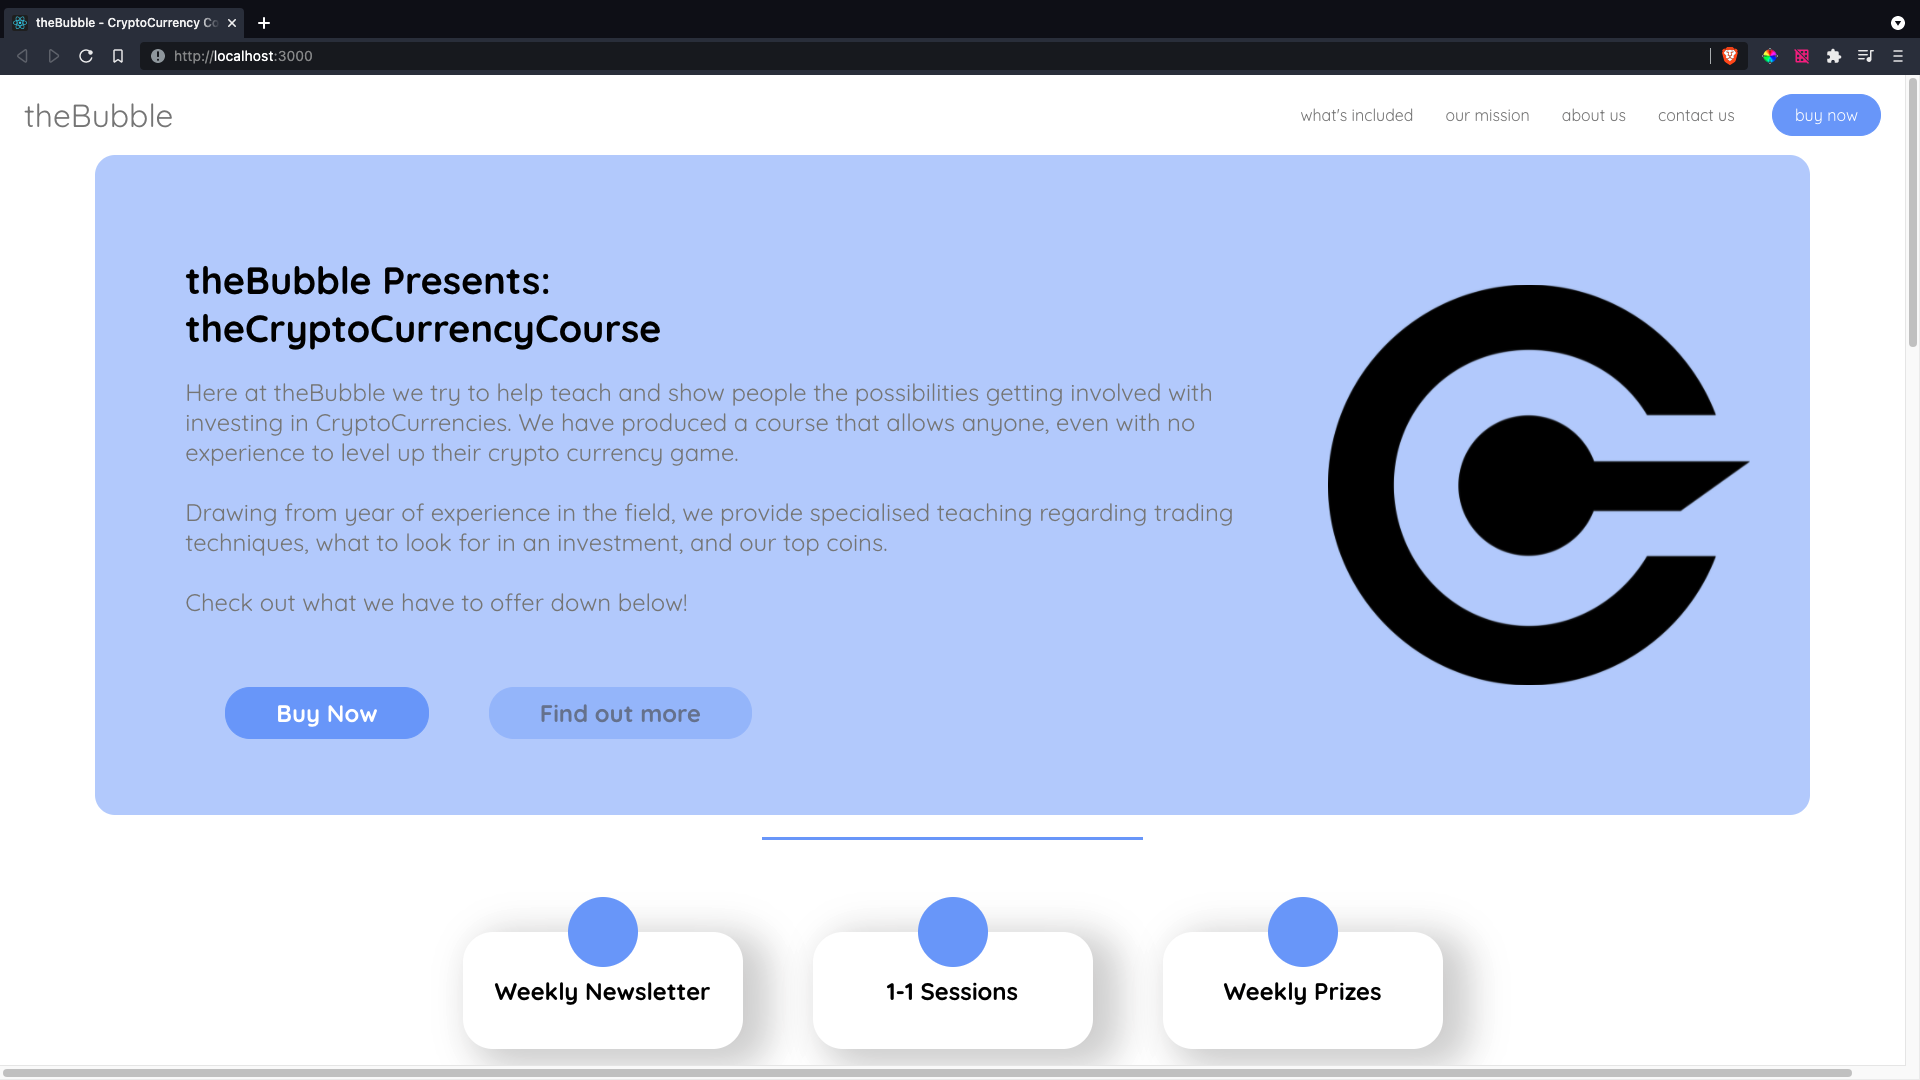 theBubble - CryptoCurrency Co
http://localhost:3000
theBubble
what's included
our mission
about us
contact us
buy now
theBubble Presents:
theCryptoCurrencyCourse
Here at theBubble we try to help teach and show people the possibilities getting involved with
investing in CryptoCurrencies. We have produced a course that allows anyone, even with no
experience to level up their crypto currency game.
Drawing from year of experience in the field, we provide specialised teaching regarding trading
techniques, what to look for in an investment, and our top coins.
Check out what we have to offer down below!
Buy Now
Find out more
Weekly Newsletter
1-1 Sessions
Weekly Prizes